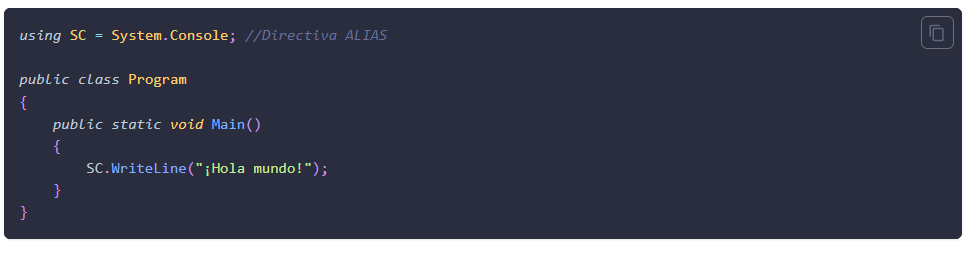 using SC = System.Console; //Directiva ALIAS
public class Program
{
    public static void Main()
    {
        SC.WriteLine("¡Hola mundo!");
    }
}